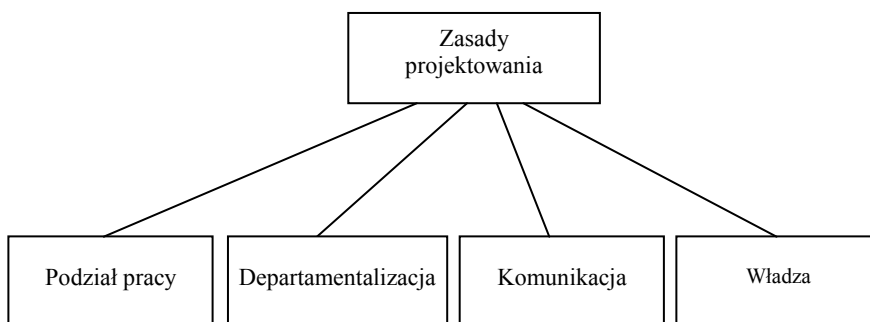 Zasady
projektowania
Podział pracy
Departamentalizacja
Komunikacja
Władza